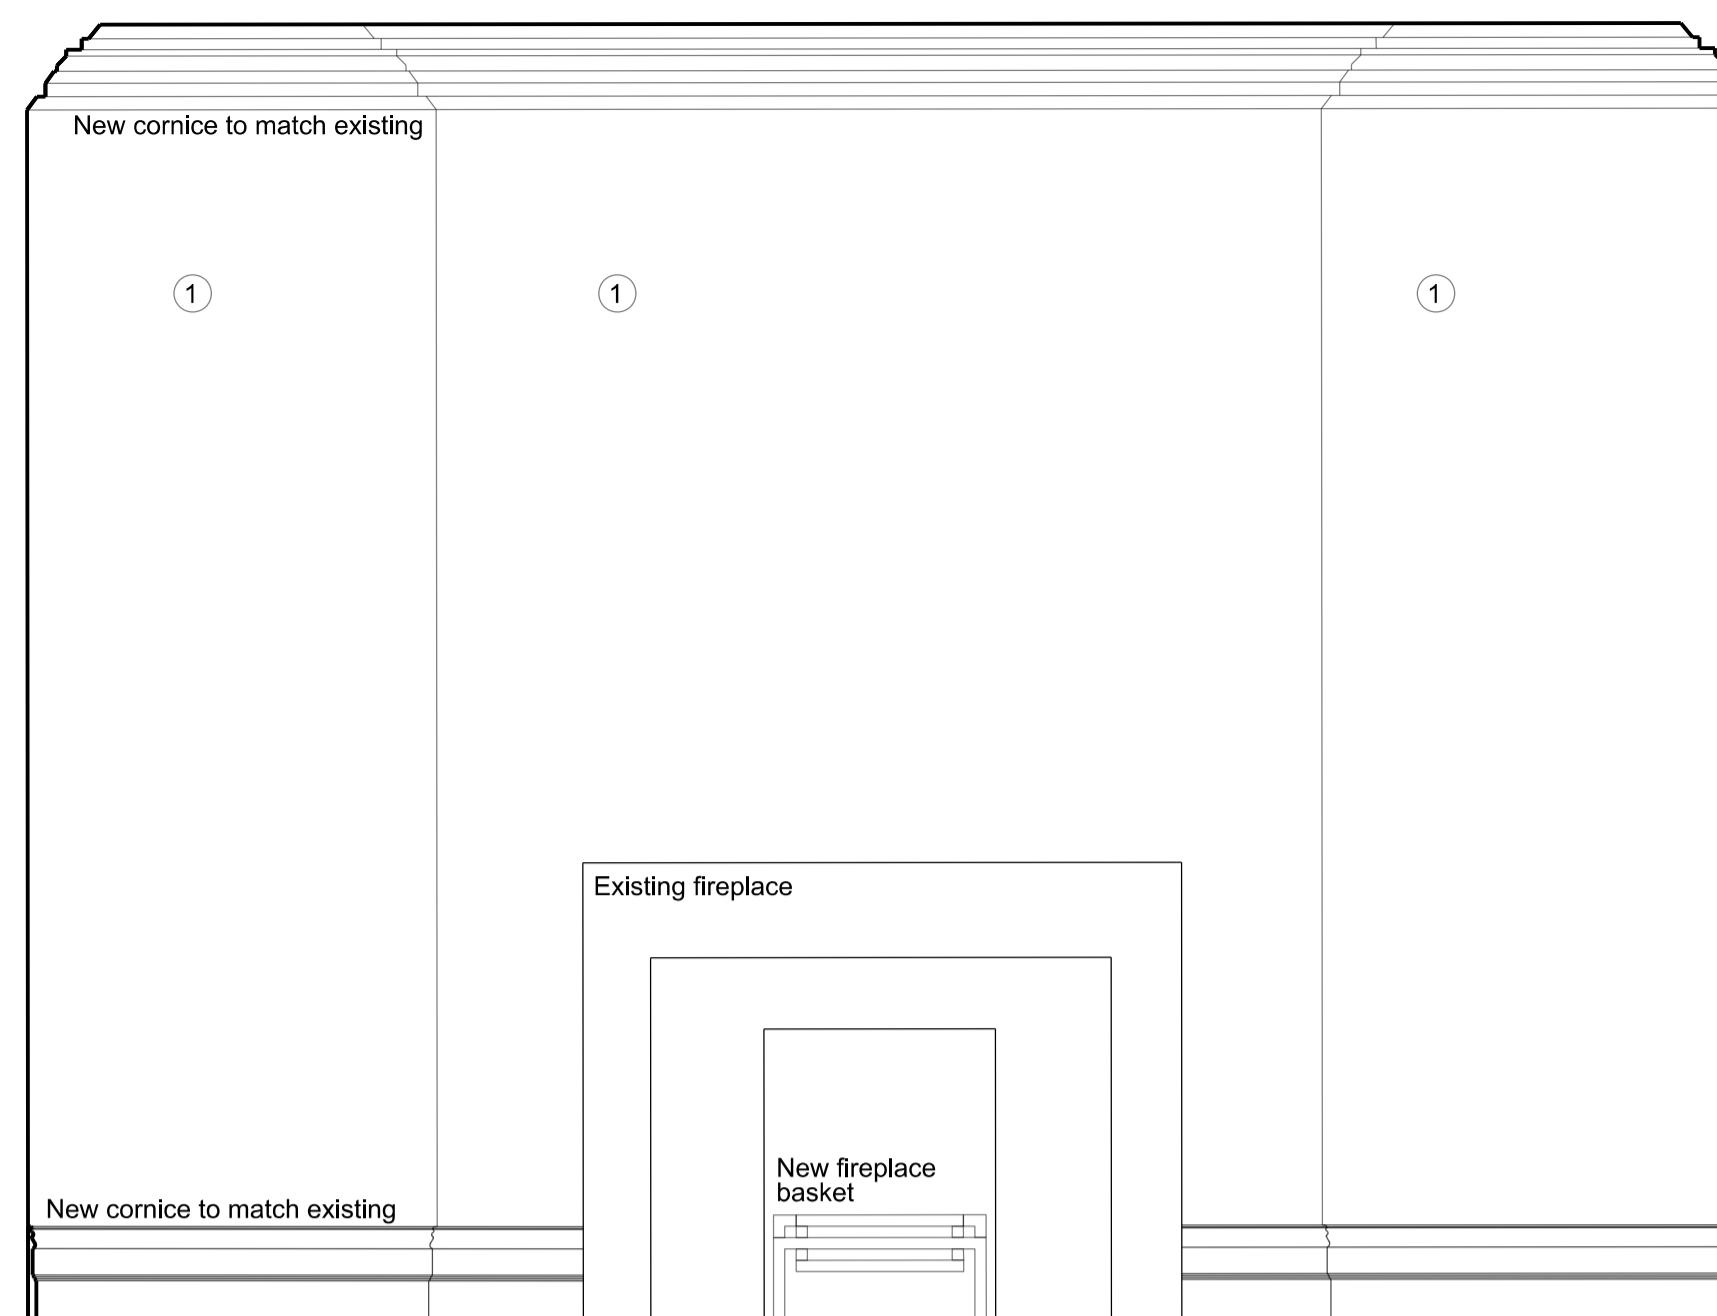 New cornice to match existing
1
1
1
Existing fireplace
New fireplace
basket
New cornice to match existing